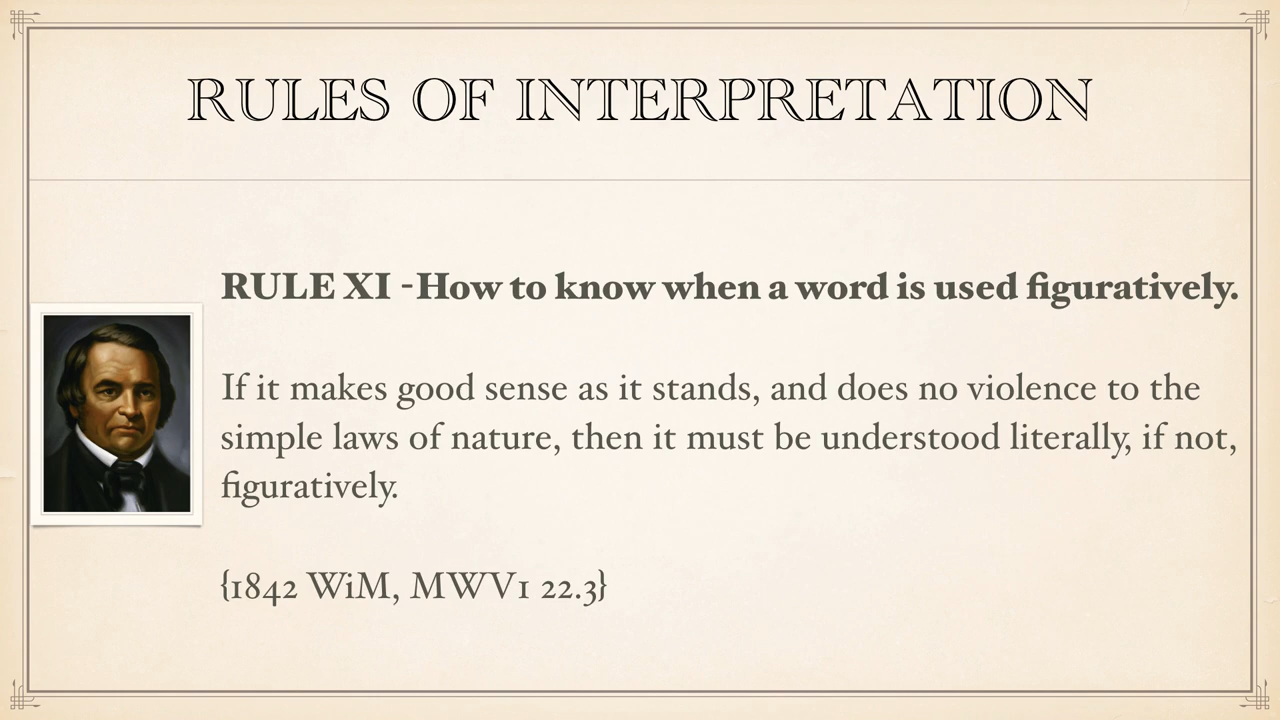 RULES OF INTERPRETATION
RULE XI -How to know when a word is used figuratively.
If it makes good sense as it stands, and does no violence to the
simple laws of nature, then it must be understood literally, if not,
figuratively.
{1842 WiM, MWV1 22.3}